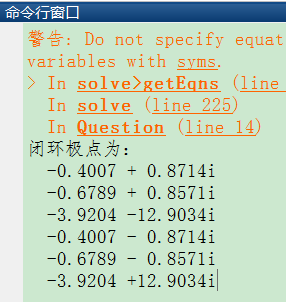 命令行窗口
警告: Do not specify equat
variables with syms.
> In solve>getEqns (line
In solve (line 225)
In Question (line 14)
闭环极点为:
-0.4007 + 0.8714i
-0.6789 + 0.8571i
-3.9204 -12.9034i
-0.4007 - 0.8714i
-0.6789 - 0.8571i
-3.9204 +12.9034i